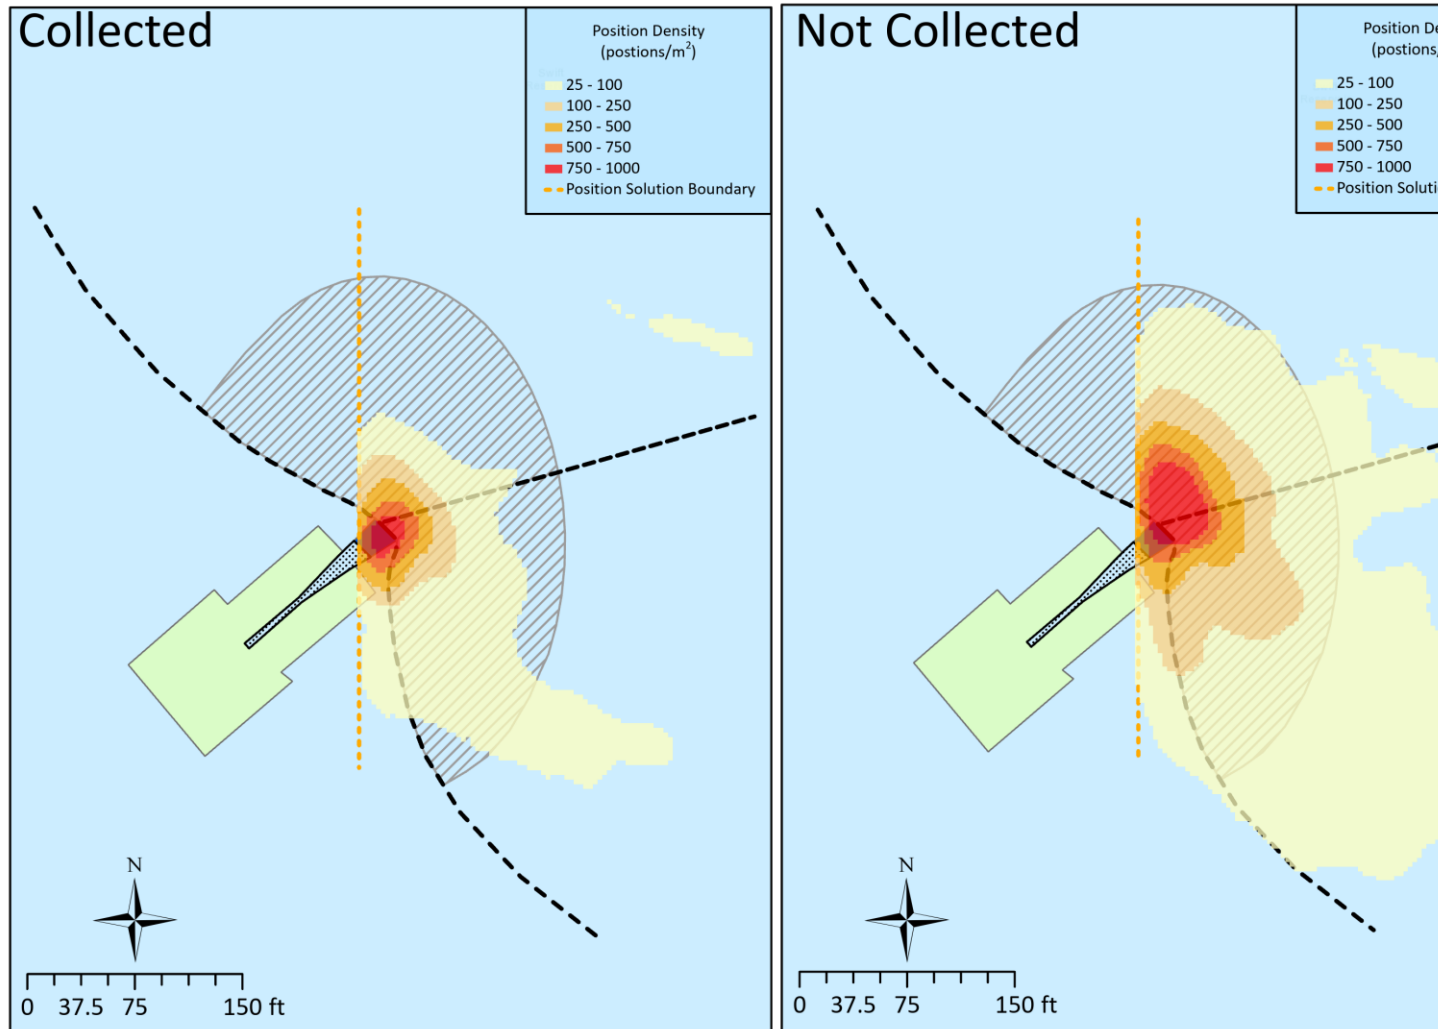 Collected
Position Density
(postions/m²)
25 - 100
100 - 250
250 - 500
500 - 750
750 - 1000
Position Solution Boundary
N
0 37.5 75 150 ft
Not Collected
Position De
(postions/
25 - 100
100 - 250
250 - 500
500 - 750
750 - 1000
Position Soluti
N
0 37.5 75 150 ft